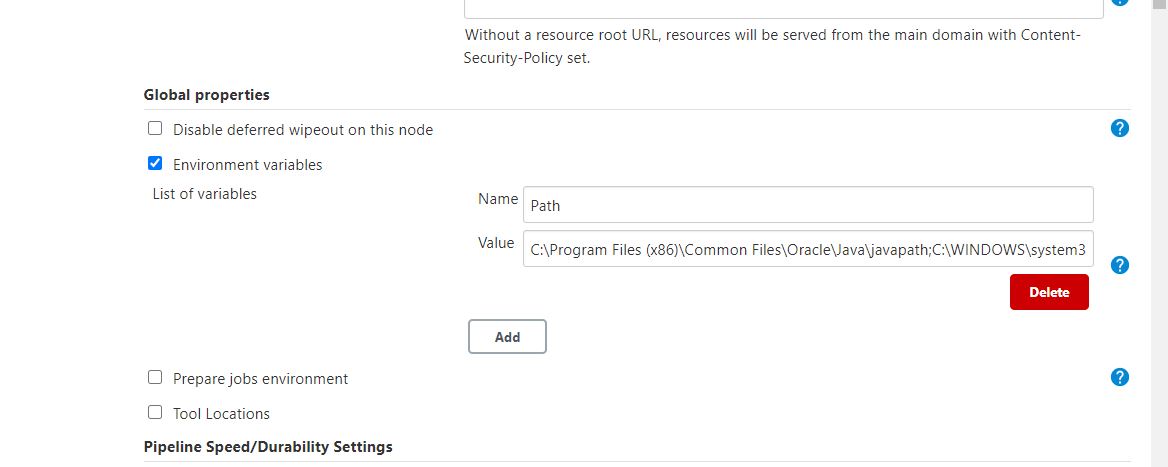 ?
Without a resource root URL, resources will be served from the main domain with Content-
Security-Policy set.
Global properties
Disable deferred wipeout on this node
?
Environment variables
List of variables
Name
Path
Value
C:\Program Files (x86)\Common Files\Oracle\Java\javapath;C:\WINDOWS\system3
?
Delete
Add
Prepare jobs environment
?
Tool Locations
Pipeline Speed/Durability Settings